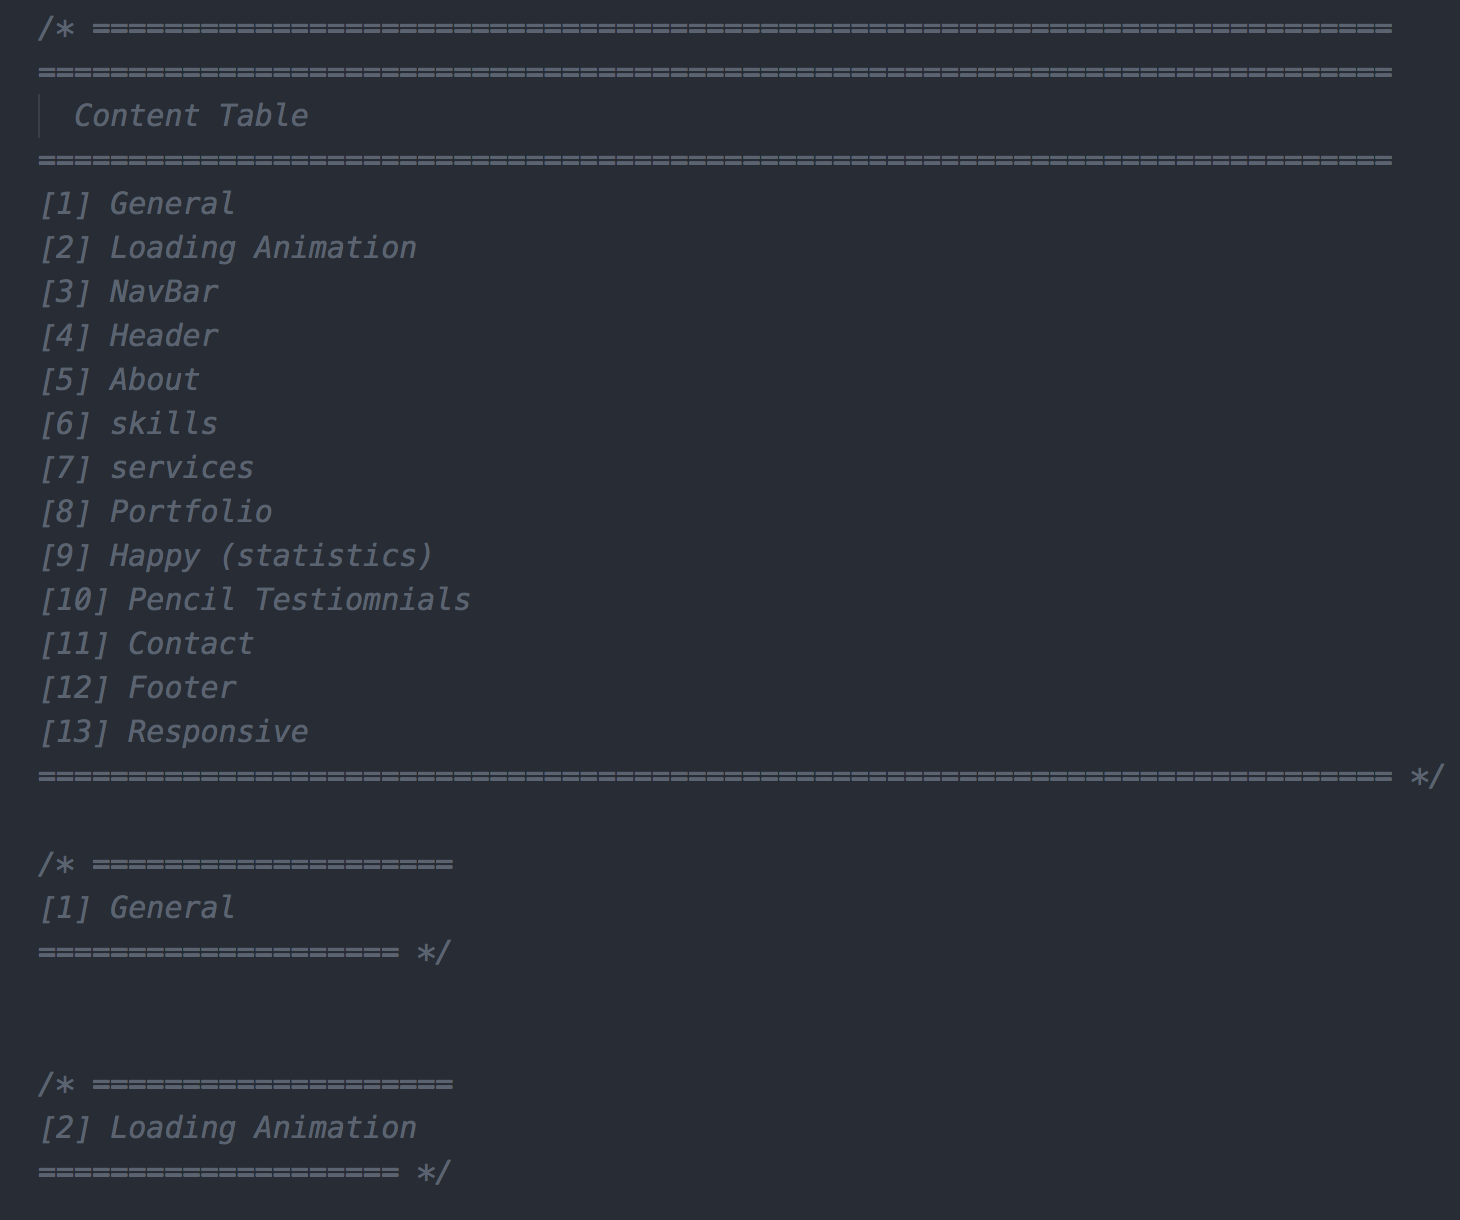 /* ========================================================================
===========================================================================
  Content Table
===========================================================================
[1] General
[2] Loading Animation
[3] NavBar
[4] Header
[5] About
[6] skills
[7] services
[8] Portfolio
[9] Happy (statistics)
[10] Pencil Testiomnials
[11] Contact
[12] Footer
[13] Responsive
=========================================================================== */
/* ====================
[1] General
==================== */
/* ====================
[2] Loading Animation
==================== */